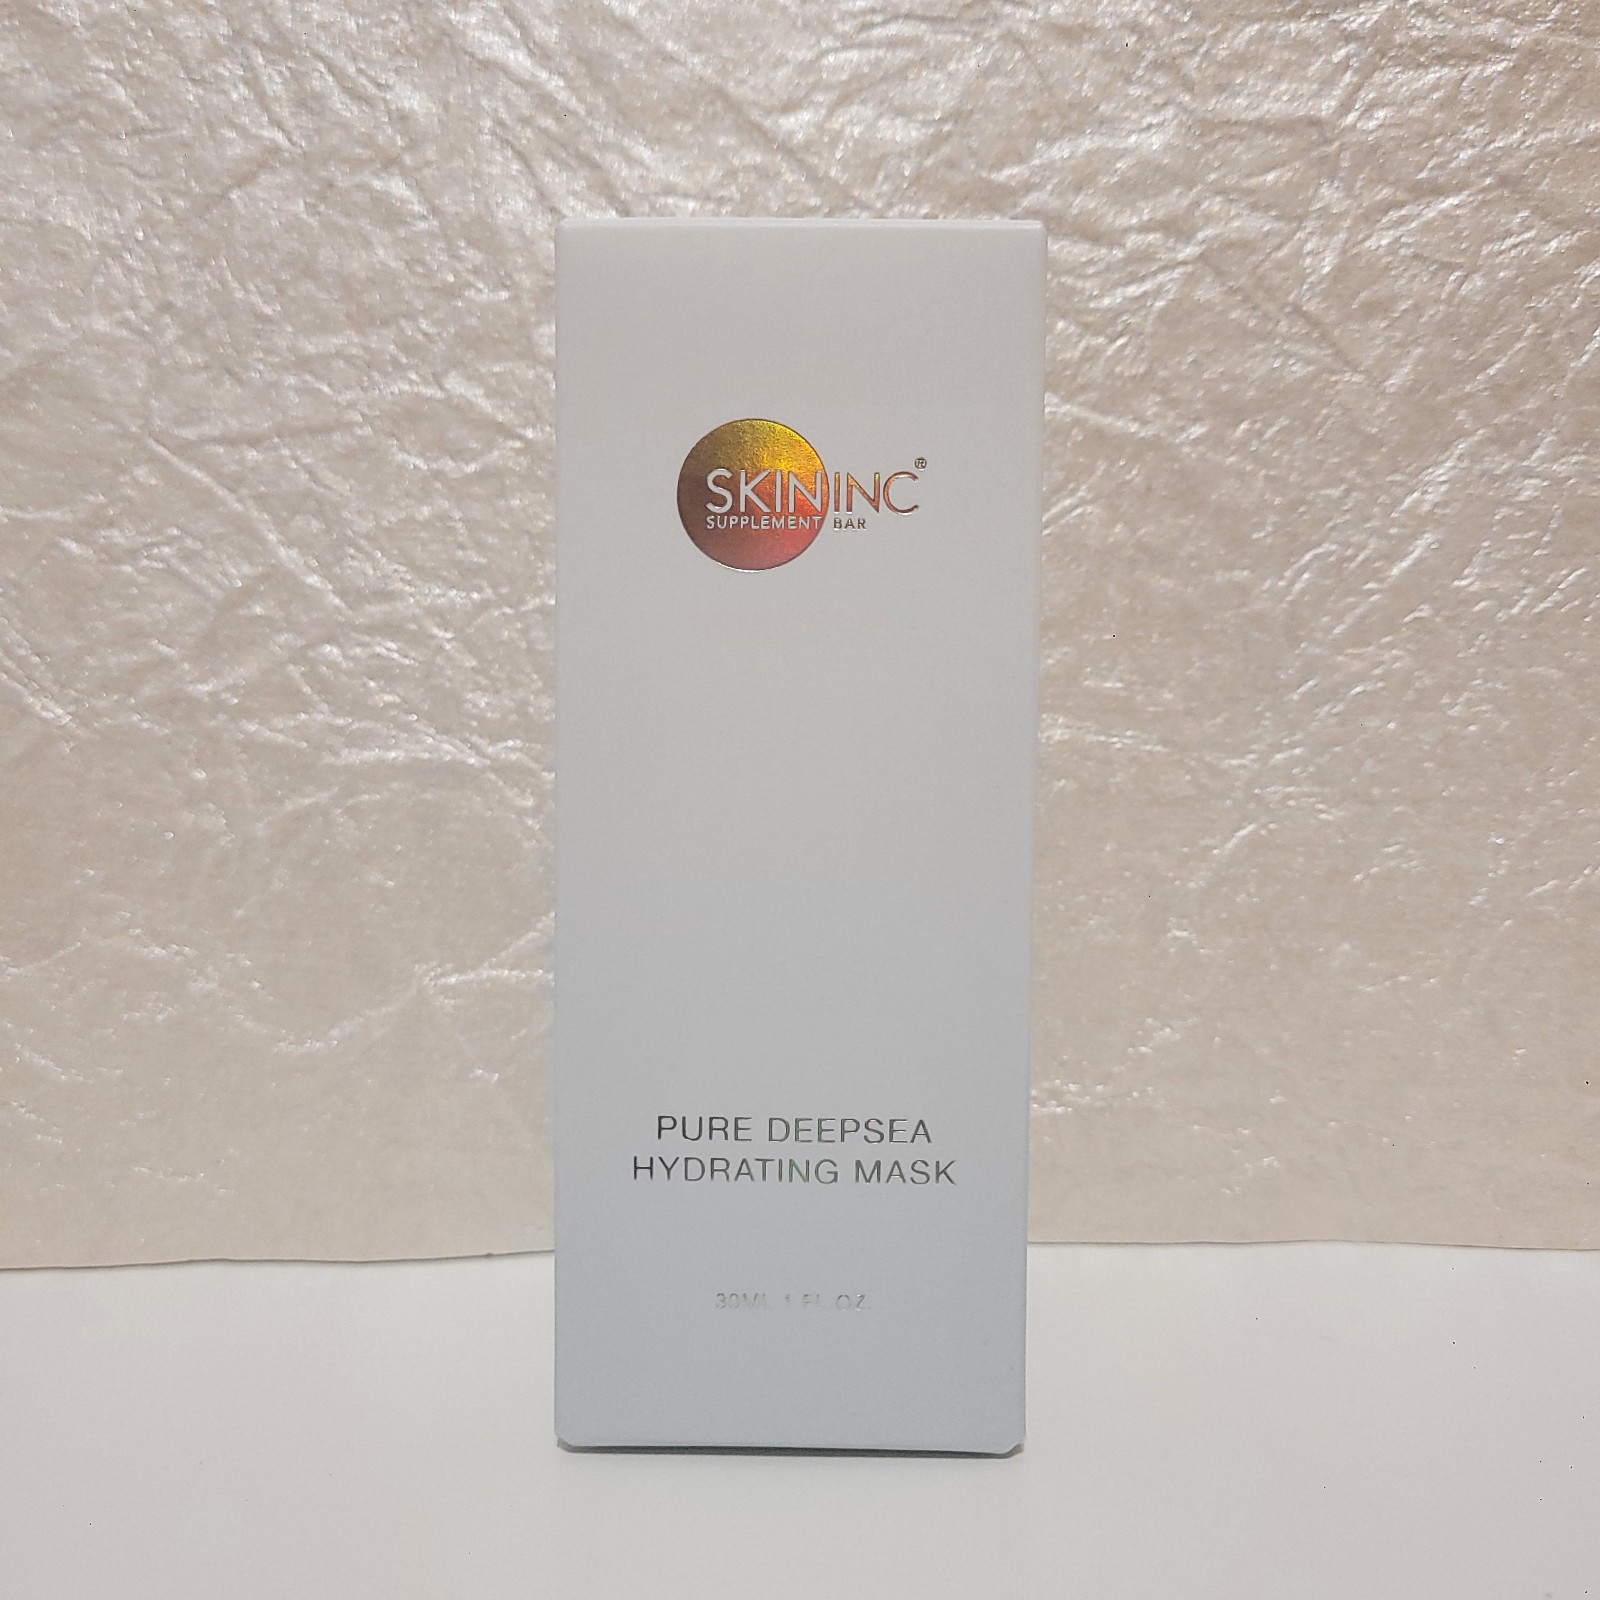 SKIN INC®
SUPPLEMENT BAR
PURE DEEPSEA
HYDRATING MASK
30ML 1 FL.OZ.